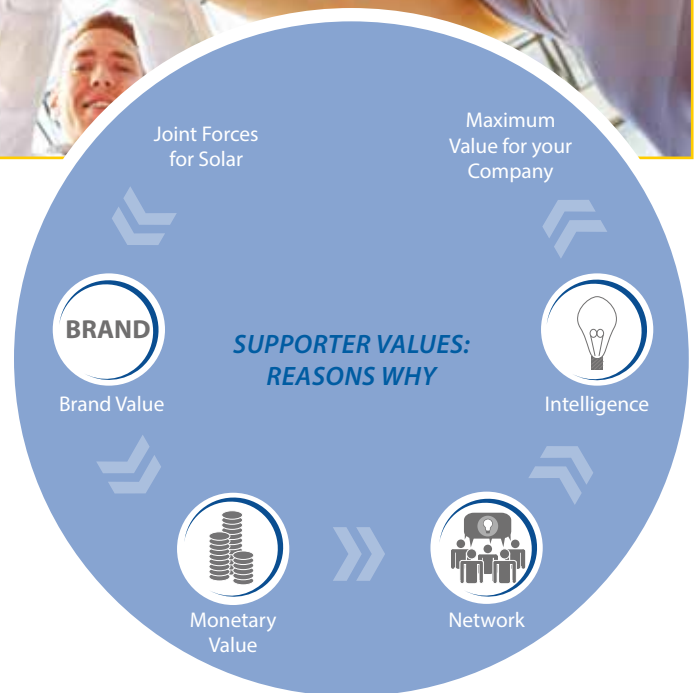 Joint Forces
for Solar
Maximum
Value for your
Company
BRAND
Brand Value
SUPPORTER VALUES:
REASONS WHY
Intelligence
Monetary
Value
Network